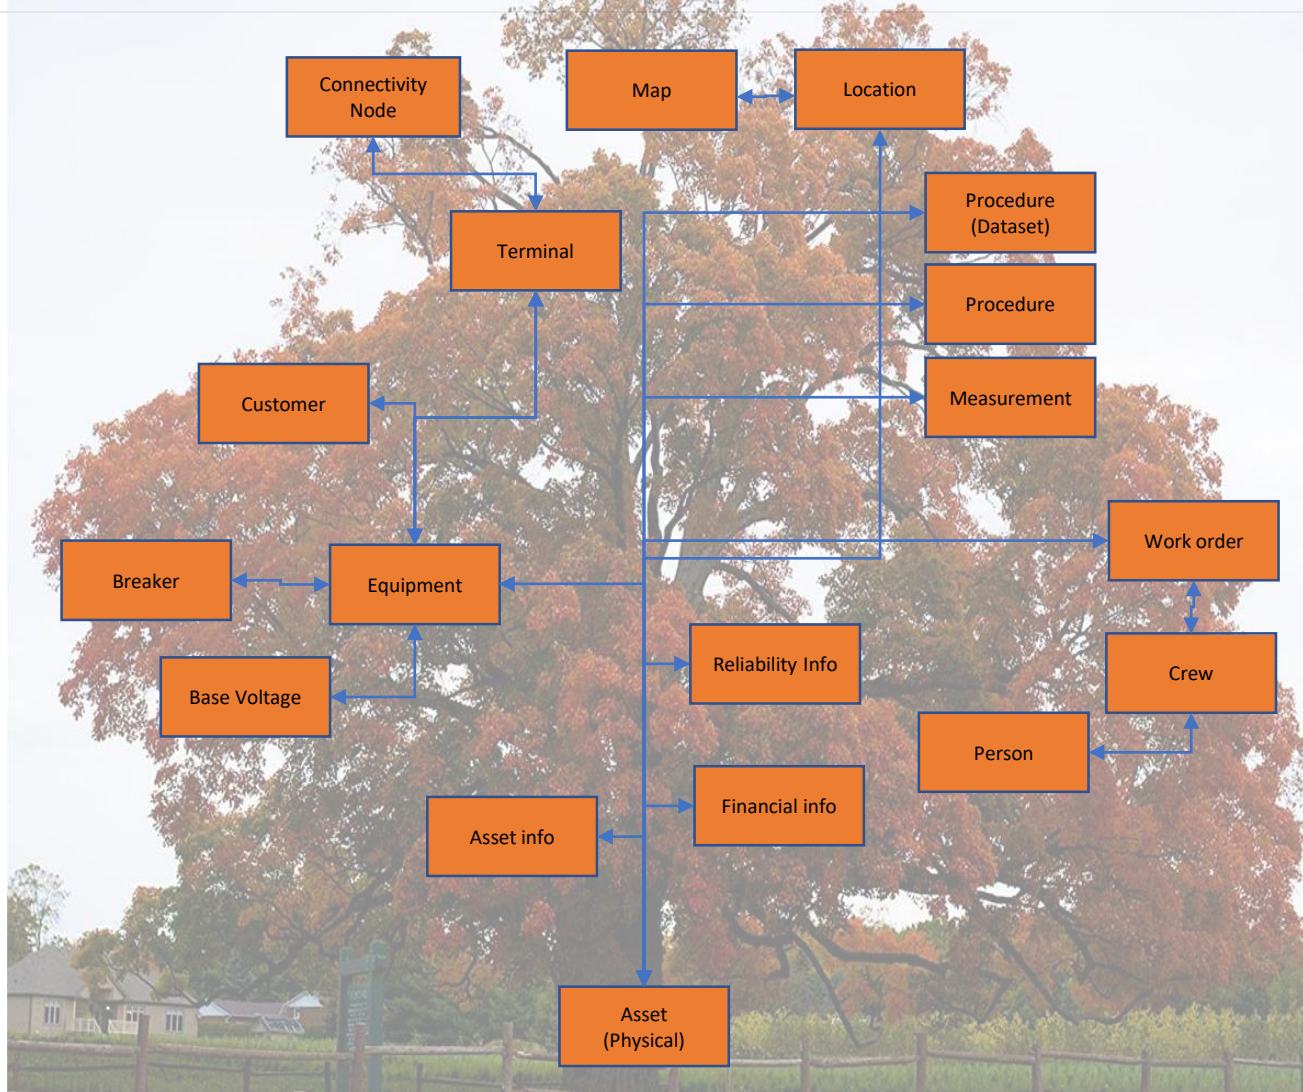 Connectivity
Node
Map
Location
Procedure
(Dataset)
Terminal
Procedure
Customer
Measurement
Work order
Breaker
Equipment
Reliability Info
Crew
Base Voltage
Person
Financial info
Asset info
Asset
(Physical)